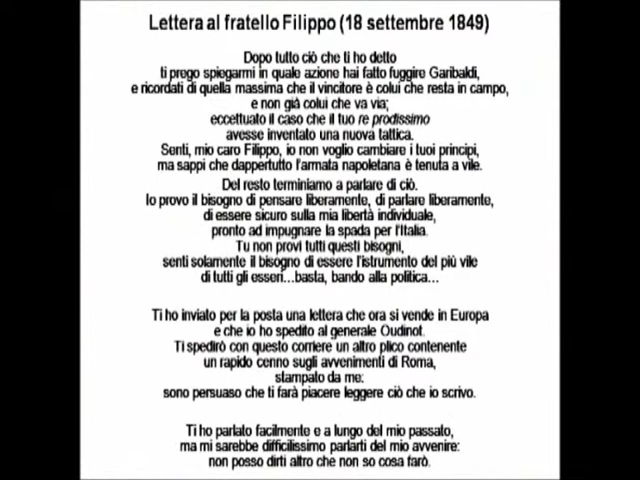 Lettera al fratello Filippo (18 settembre 1849)
Dopo tutto ciò che ti ho detto
ti prego spiegarmi in quale azione hai fatto fuggire Garibaldi,
e ricordati di quella massima che il vincitore è colui che resta in campo,
e non già colui che va via;
eccettuato il caso che il tuo re prodissimo
avesse inventato una nuova tattica.
Senti, mio caro Filippo, io non voglio cambiare i tuoi principi,
ma sappi che dappertutto l'armata napoletana è tenuta a vile.
Del resto terminiamo a parlare di ciò.
Io provo il bisogno di pensare liberamente, di parlare liberamente,
di essere sicuro sulla mia libertà individuale,
pronto ad impugnare la spada per l'Italia.
Tu non provi tutti questi bisogni,
senti solamente il bisogno di essere l'istrumento del più vile
di tutti gli esseri...basta, bando alla politica...
Ti ho inviato per la posta una lettera che ora si vende in Europa
e che io ho spedito al generale Oudinot.
Ti spedirò con questo corriere un altro plico contenente
un rapido cenno sugli avvenimenti di Roma,
stampato da me:
sono persuaso che ti farà piacere leggere ciò che io scrivo.
Ti ho parlato facilmente e a lungo del mio passato,
ma mi sarebbe difficilissimo parlarti del mio avvenire:
non posso dirti altro che non so cosa farò.